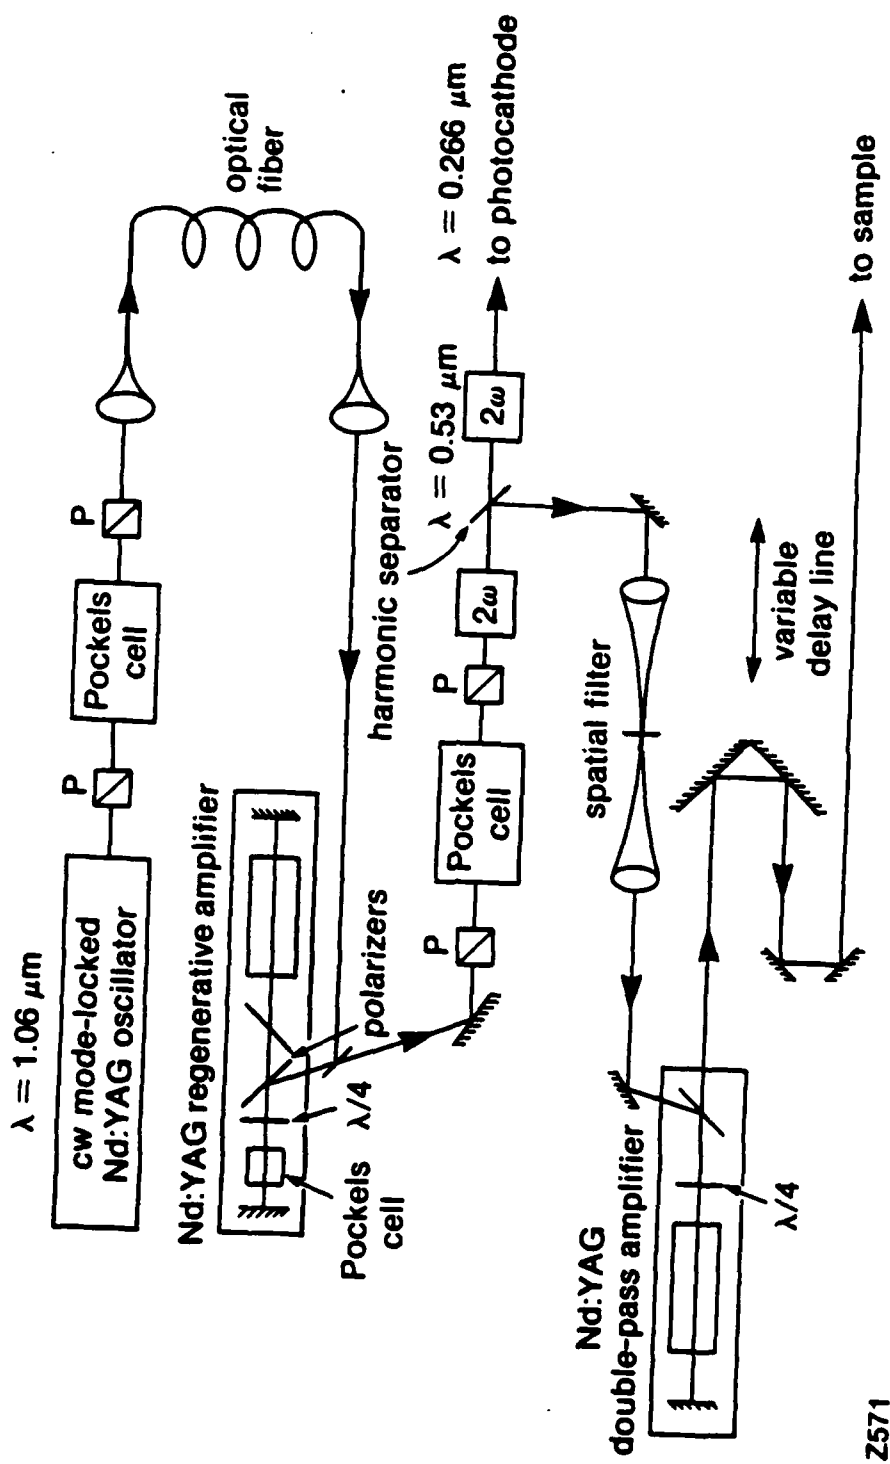 λ = 1.06 μm
cw mode-locked
Nd:YAG oscillator
P
Pockels
cell
P
optical
fiber
Nd:YAG regenerative amplifier
Pockels
cell
λ/4
polarizers
P
Pockels
cell
P
2ω
harmonic separator
λ = 0.53 μm
2ω
λ = 0.266 μm
to photocathode
spatial filter
Nd:YAG
double-pass amplifier
λ/4
variable
delay line
to sample
Z571